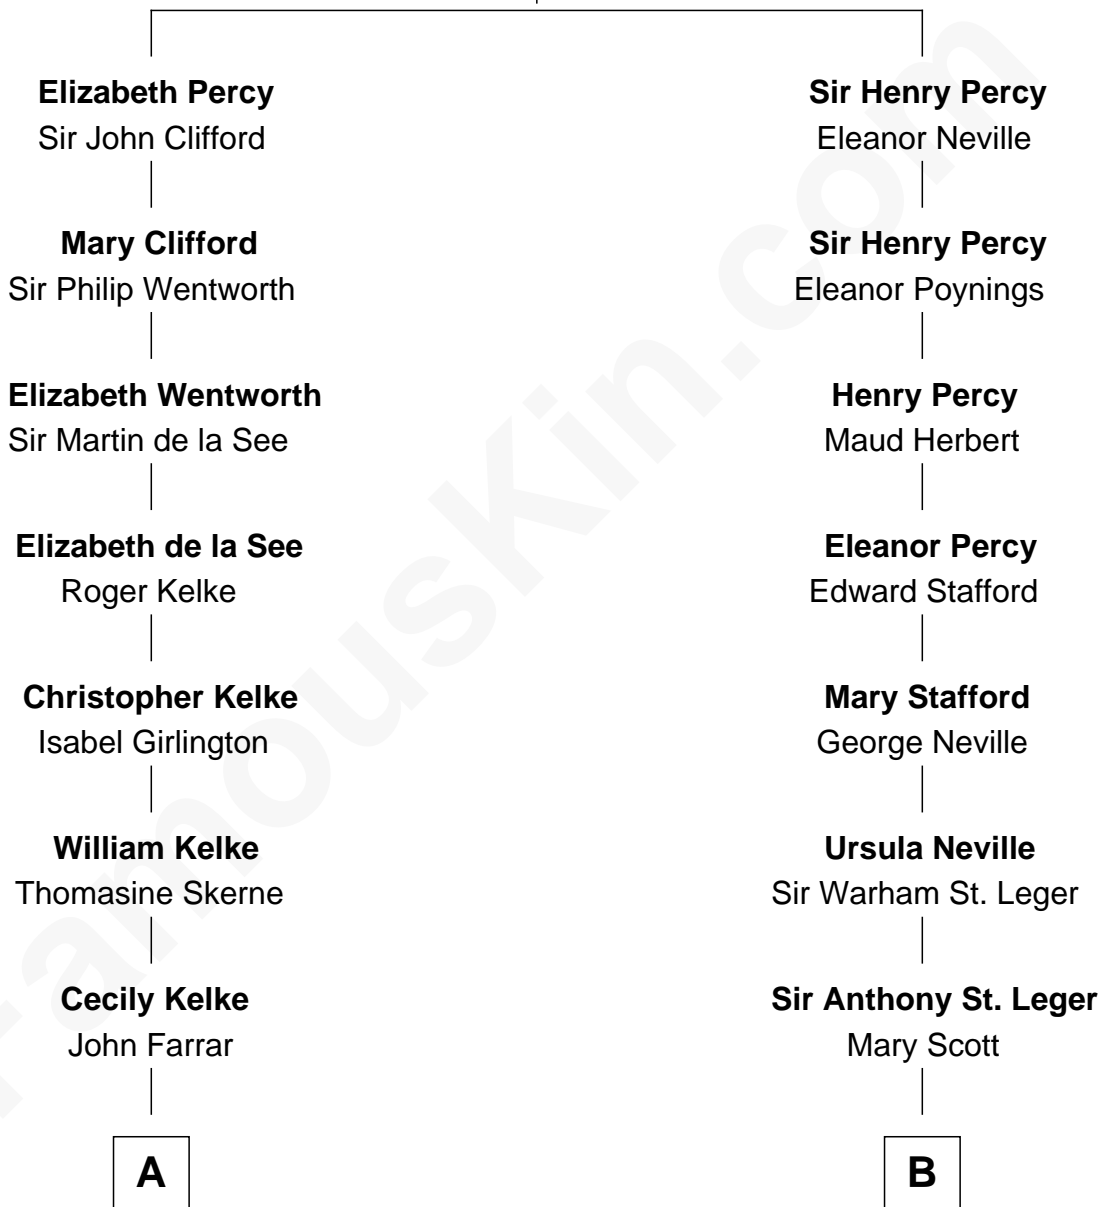 Elizabeth Percy
Sir John Clifford
Mary Clifford
Sir Philip Wentworth
Elizabeth Wentworth
Sir Martin de la See
Elizabeth de la See
Roger Kelke
Christopher Kelke
Isabel Girlington
William Kelke
Thomasine Skerne
Cecily Kelke
John Farrar
A
Sir Henry Percy
Eleanor Neville
Sir Henry Percy
Eleanor Poynings
Henry Percy
Maud Herbert
Eleanor Percy
Edward Stafford
Mary Stafford
George Neville
Ursula Neville
Sir Warham St. Leger
Sir Anthony St. Leger
Mary Scott
B
FamousKin.com